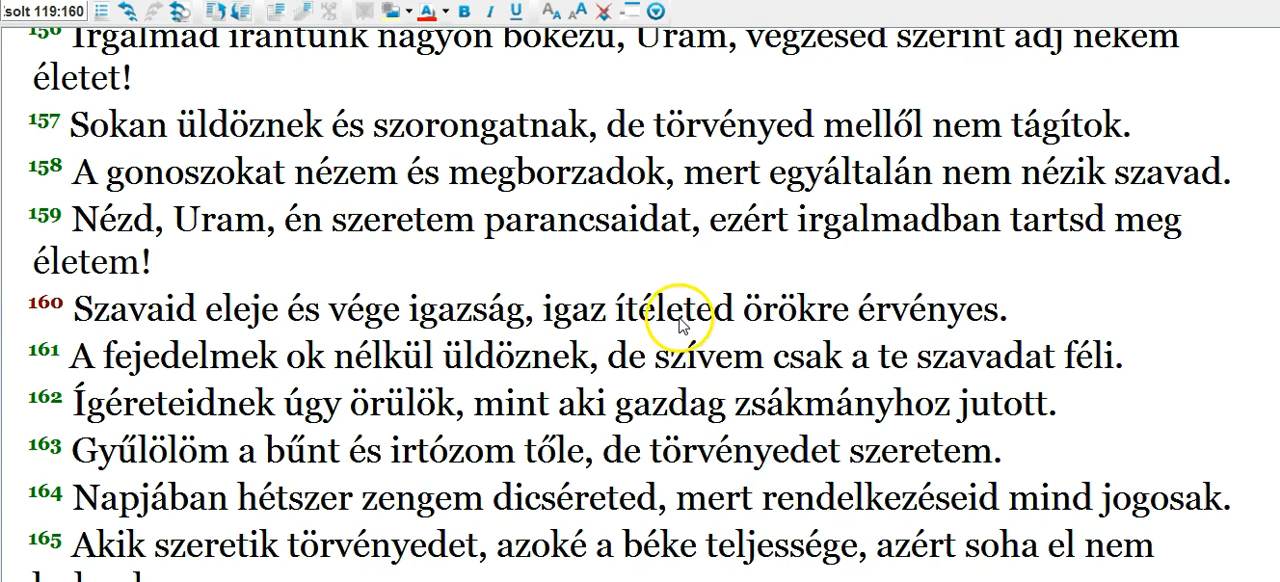 .solt 119:160
156 Irgalmad irántunk nagyon bőkezű, Uram, végzésed szerint adj nekem
életet!
157 Sokan üldöznek és szorongatnak, de törvényed mellől nem tágítok.
158 A gonoszokat nézem és megborzadok, mert egyáltalán nem nézik szavad.
159 Nézd, Uram, én szeretem parancsaidat, ezért irgalmadban tartsd meg
életem!
160 Szavaid eleje és vége igazság, igaz ítéleted örökre érvényes.
161 A fejedelmek ok nélkül üldöznek, de szívem csak a te szavadat féli.
162 Ígéreteidnek úgy örülök, mint aki gazdag zsákmányhoz jutott.
163 Gyűlölöm a bűnt és irtózom tőle, de törvényedet szeretem.
164 Napjában hétszer zengem dicséreted, mert rendelkezéseid mind jogosak.
165 Akik szeretik törvényedet, azoké a béke teljessége, azért soha el nem